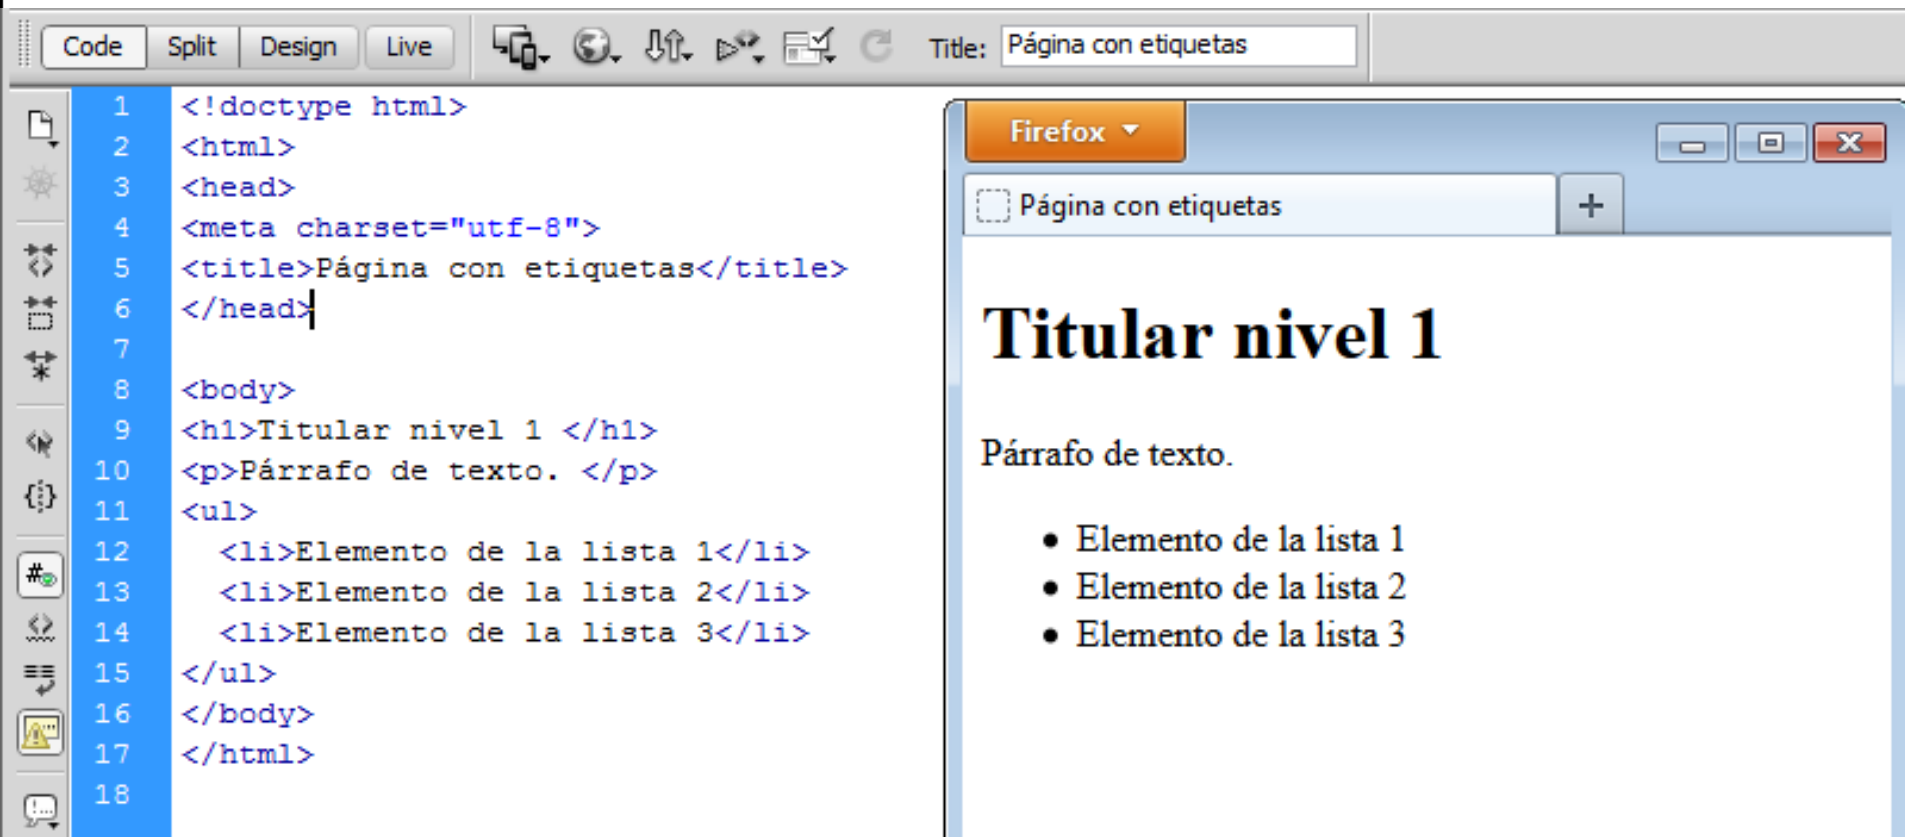 Code Split Design Live Title: Página con etiquetas
1 <!doctype html>
2 <html>
3 <head>
4 <meta charset="utf-8">
5 <title>Página con etiquetas</title>
6 </head>
7
8 <body>
9 <h1>Titular nivel 1 </h1>
10 <p>Párrafo de texto. </p>
11 <ul>
12 <li>Elemento de la lista 1</li>
13 <li>Elemento de la lista 2</li>
14 <li>Elemento de la lista 3</li>
15 </ul>
16 </body>
17 </html>
18
Firefox
Página con etiquetas
Titular nivel 1
Párrafo de texto.
• Elemento de la lista 1
• Elemento de la lista 2
• Elemento de la lista 3